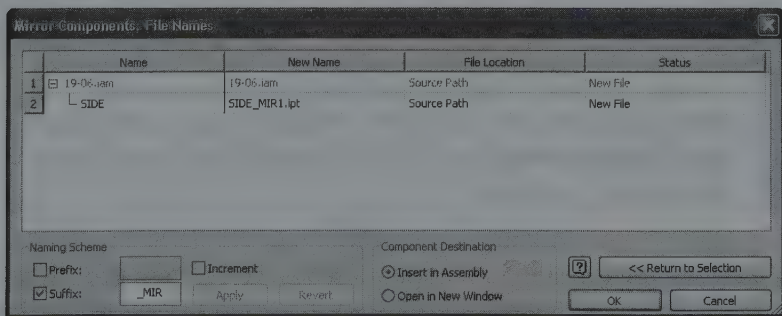 Mirror Components: File Names
Name New Name File Location Status
1 19-06.iam 19-06.iam Source Path New File
2 SIDE SIDE_MIR1.ipt Source Path New File
Naming Scheme Component Destination
Prefix: Increment Insert in Assembly ? << Return to Selection
Suffix: _MIR Apply Revert Open in New Window OK Cancel